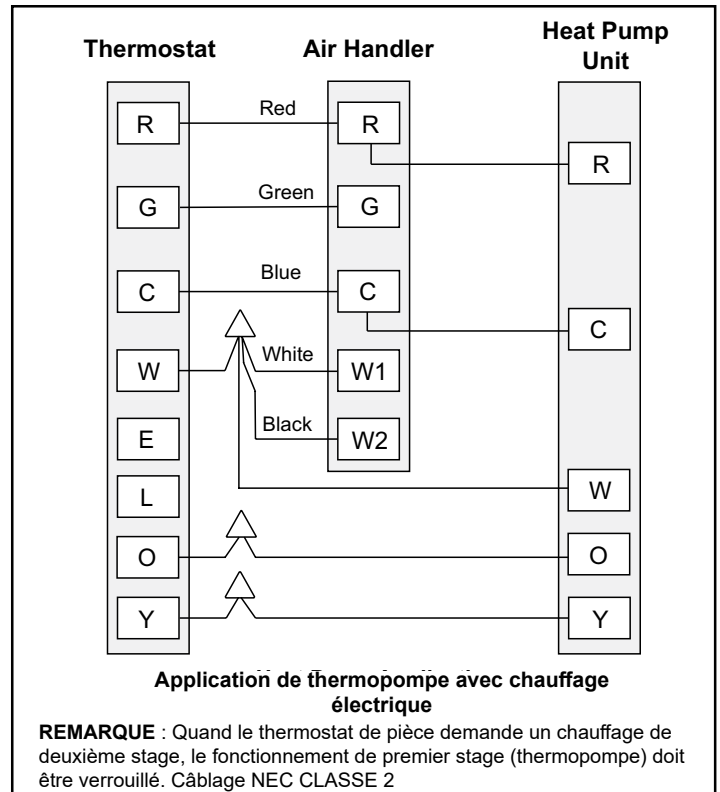 Thermostat
Air Handler
Heat Pump
Unit
R
Red
R
R
G
Green
G
C
Blue
C
C
W
White
W1
E
Black
W2
L
W
O
O
Y
Y
Application de thermopompe avec chauffage
électrique
REMARQUE : Quand le thermostat de pièce demande un chauffage de
deuxième stage, le fonctionnement de premier stage (thermopompe) doit
être verrouillé. Câblage NEC CLASSE 2